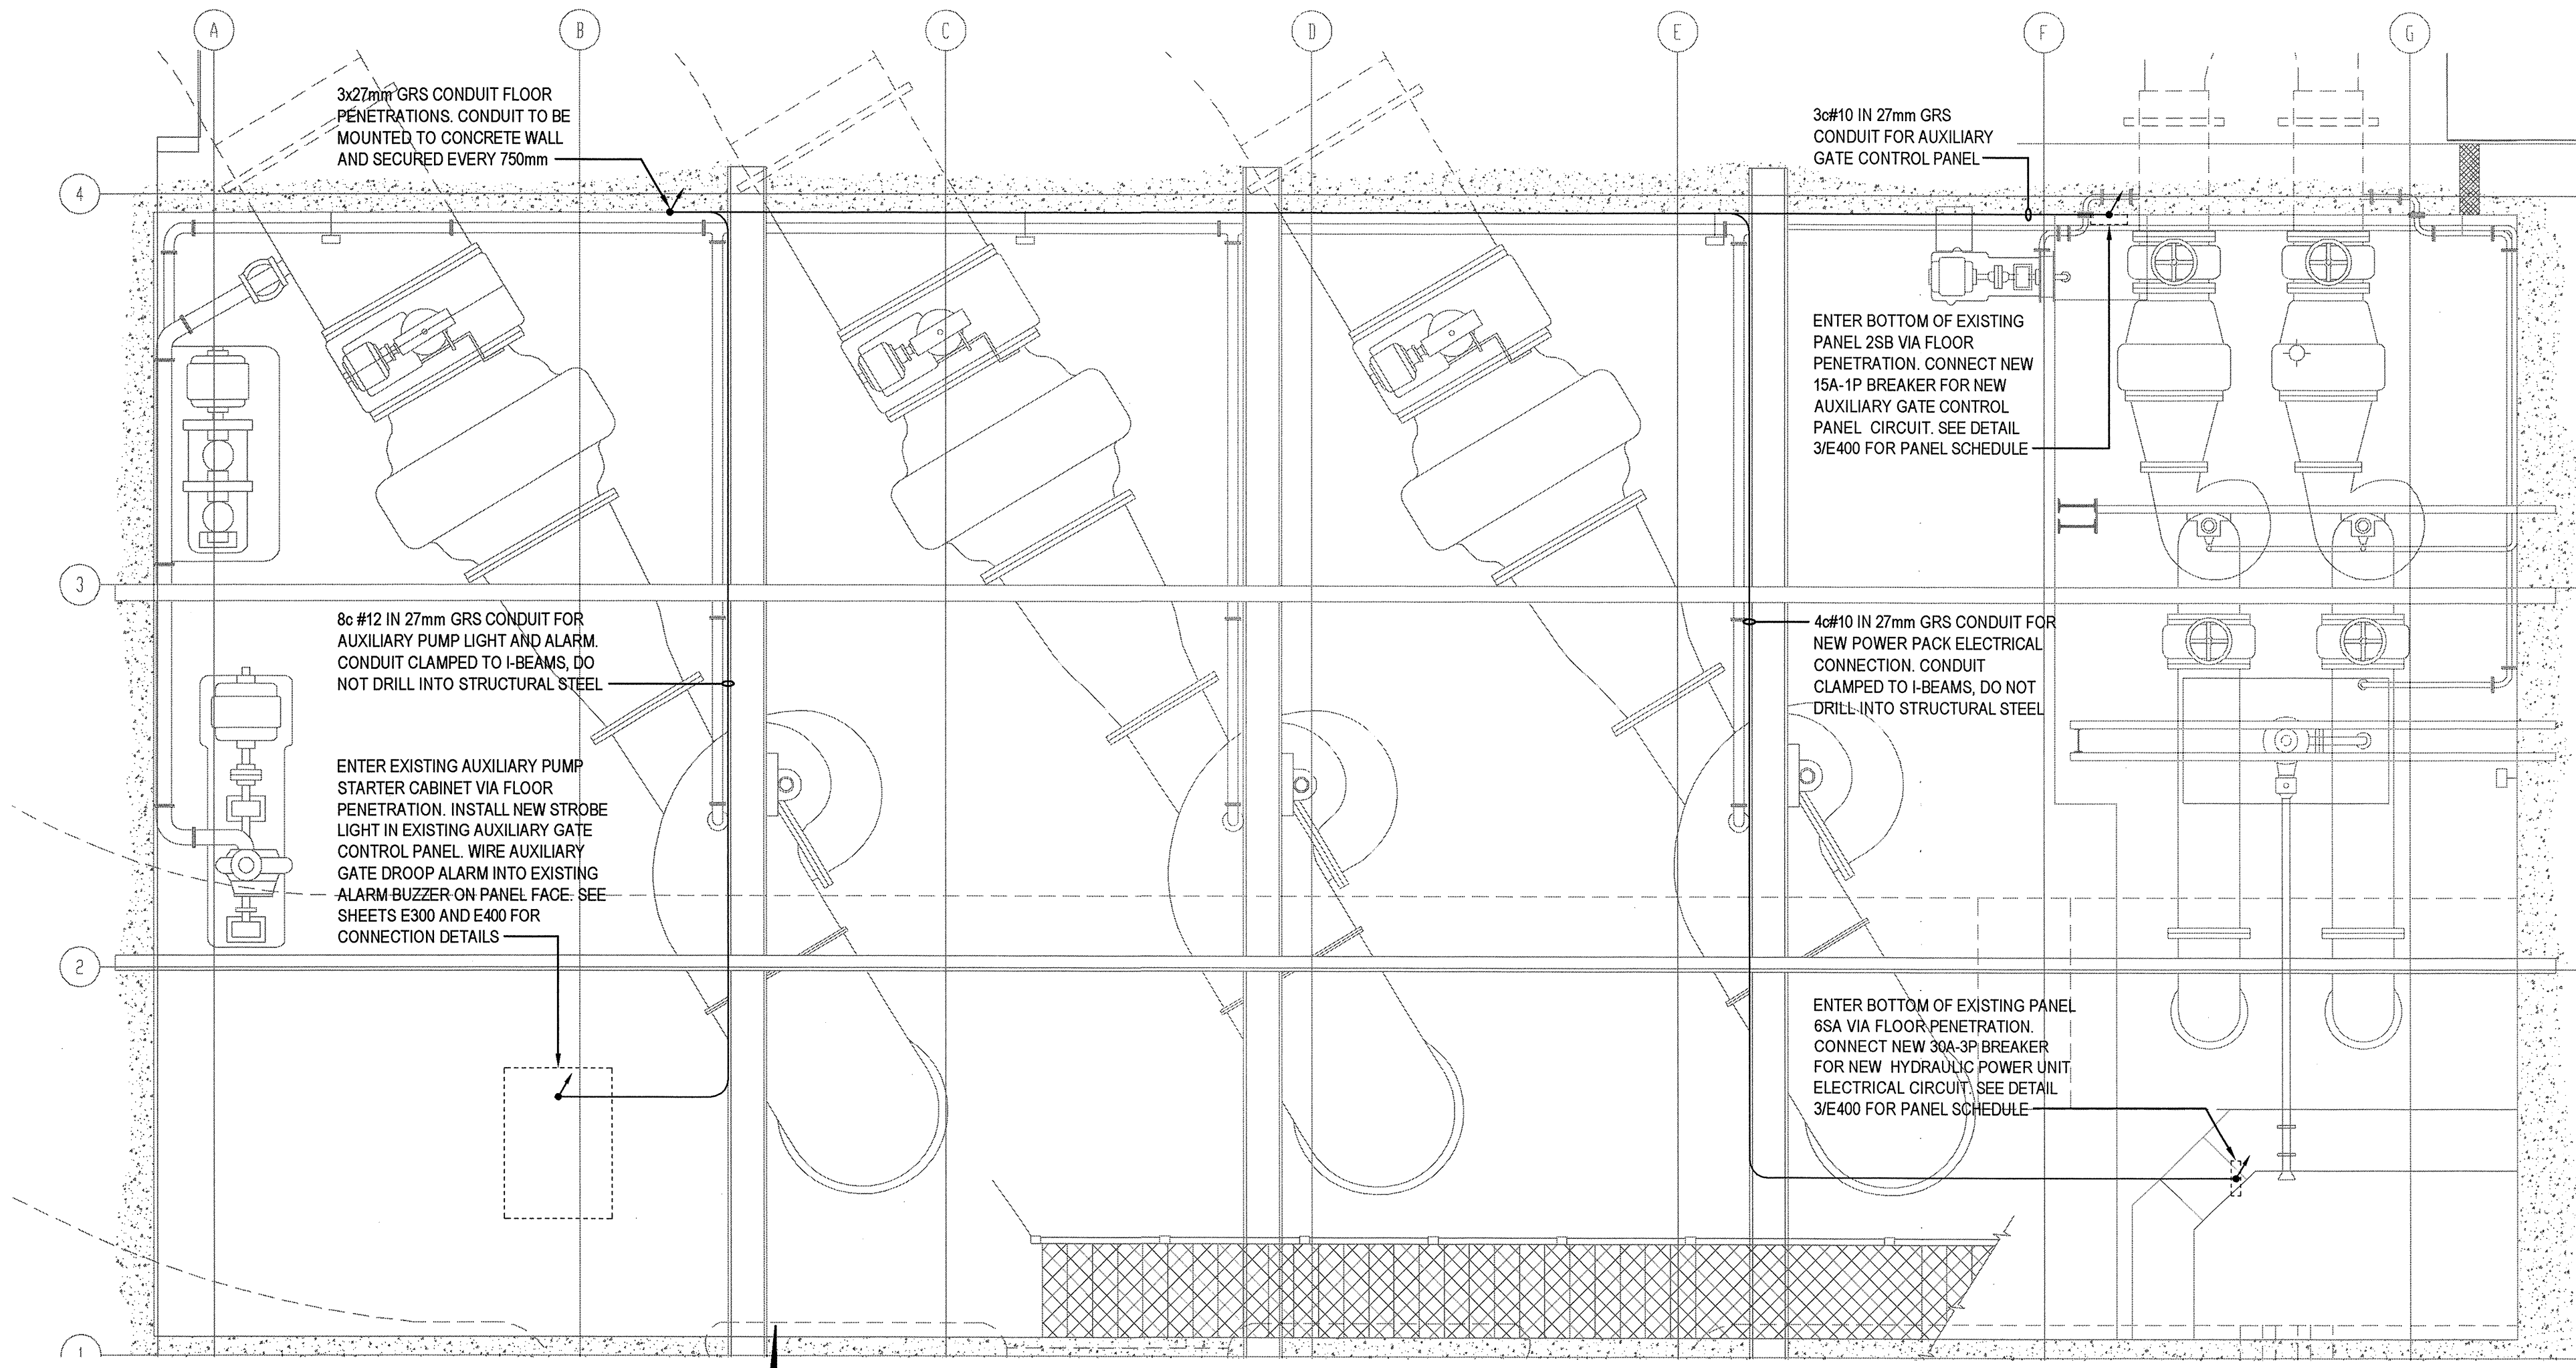 A
B
C
D
E
F
G
3x27mm GRS CONDUIT FLOOR
PENETRATIONS. CONDUIT TO BE
MOUNTED TO CONCRETE WALL
AND SECURED EVERY 750mm
3c#10 IN 27mm GRS
CONDUIT FOR AUXILIARY
GATE CONTROL PANEL
4
ENTER BOTTOM OF EXISTING
PANEL 2SB VIA FLOOR
PENETRATION. CONNECT NEW
15A-1P BREAKER FOR NEW
AUXILIARY GATE CONTROL
PANEL CIRCUIT. SEE DETAIL
3/E400 FOR PANEL SCHEDULE
3
8c #12 IN 27mm GRS CONDUIT FOR
AUXILIARY PUMP LIGHT AND ALARM.
CONDUIT CLAMPED TO I-BEAMS, DO
NOT DRILL INTO STRUCTURAL STEEL
4c#10 IN 27mm GRS CONDUIT FOR
NEW POWER PACK ELECTRICAL
CONNECTION. CONDUIT
CLAMPED TO I-BEAMS, DO NOT
DRILL INTO STRUCTURAL STEEL
ENTER EXISTING AUXILIARY PUMP
STARTER CABINET VIA FLOOR
PENETRATION. INSTALL NEW STROBE
LIGHT IN EXISTING AUXILIARY GATE
CONTROL PANEL. WIRE AUXILIARY
GATE DROOP ALARM INTO EXISTING
ALARM BUZZER ON PANEL FACE. SEE
SHEETS E300 AND E400 FOR
CONNECTION DETAILS
2
ENTER BOTTOM OF EXISTING PANEL
6SA VIA FLOOR PENETRATION.
CONNECT NEW 30A-3P BREAKER
FOR NEW HYDRAULIC POWER UNIT
ELECTRICAL CIRCUIT. SEE DETAIL
3/E400 FOR PANEL SCHEDULE
1